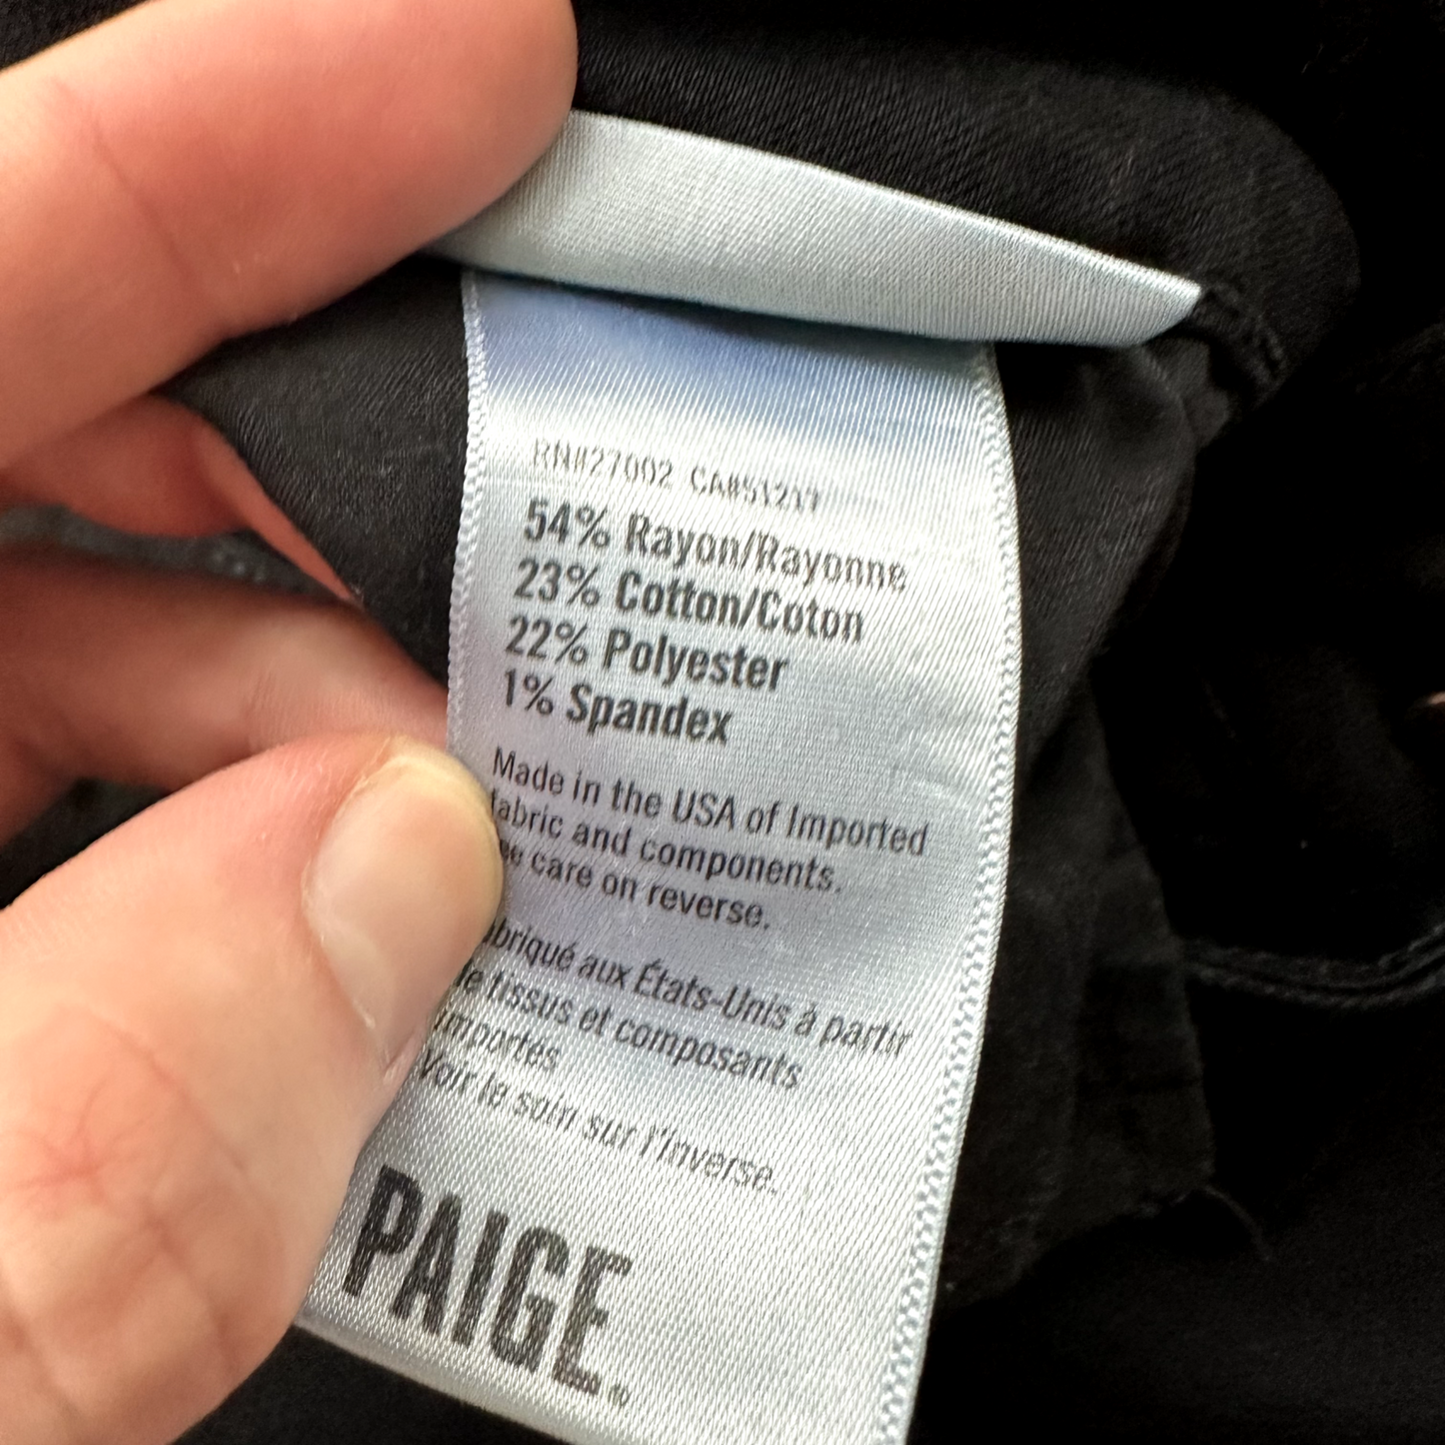 RN#27002 CA#51217
54% Rayon/Rayonne
23% Cotton/Coton
22% Polyester
1% Spandex
Made in the USA of Imported
fabric and components.
care on reverse.
aux États-Unis à partir
tissus et composants
importés
Voir le soin sur l'inverse.
PAIGE